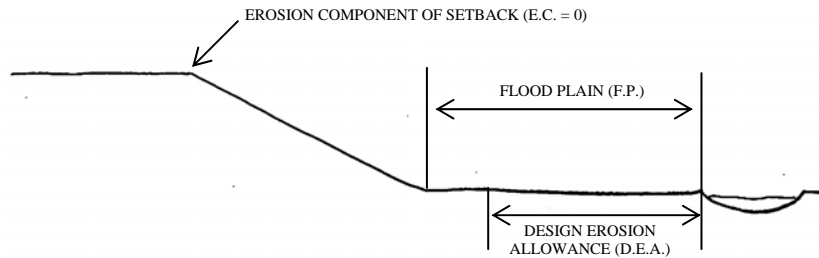 EROSION COMPONENT OF SETBACK (E.C. = 0)
FLOOD PLAIN (F.P.)
DESIGN EROSION
ALLOWANCE (D.E.A.)